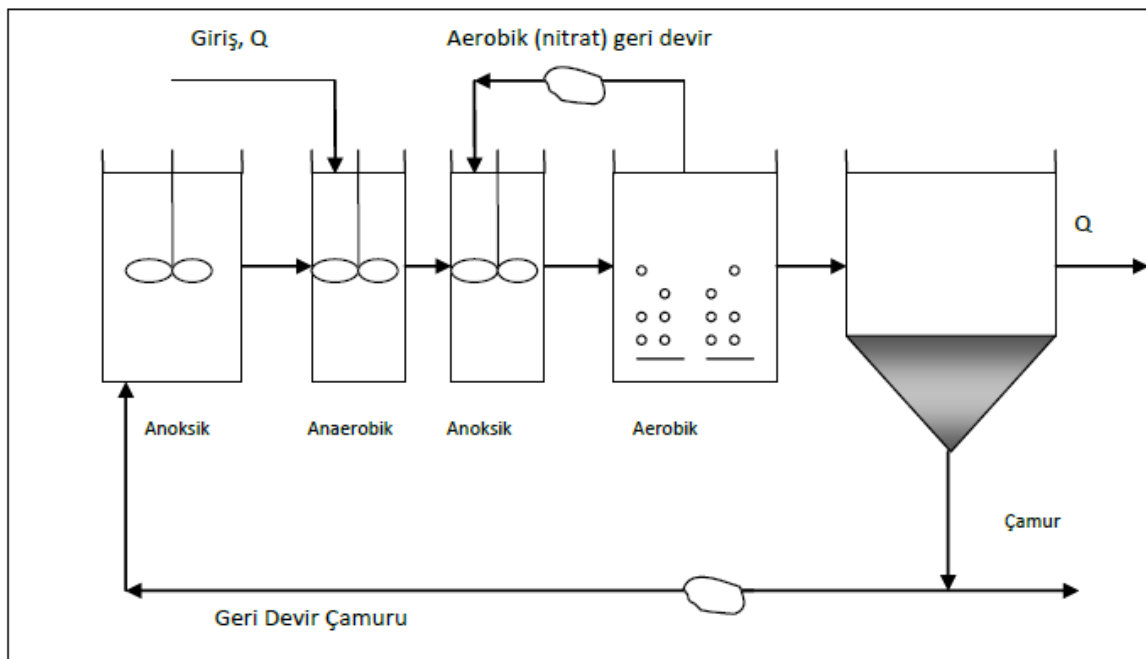 Giriş, Q
Aerobik (nitrat) geri devir
Q
Anoksik
Anaerobik
Anoksik
Aerobik
Çamur
Geri Devir Çamuru